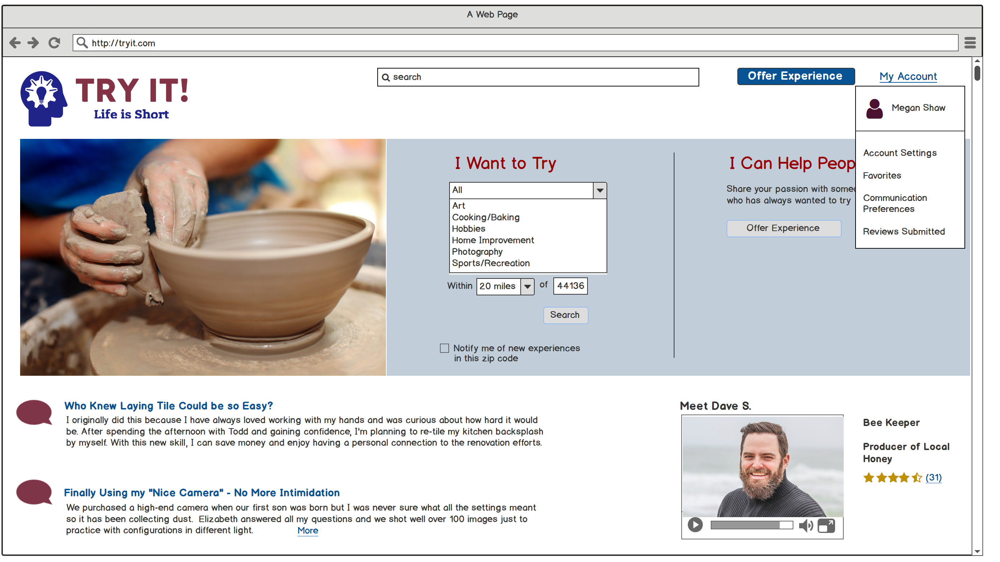 A Web Page
http://tryit.com
TRY IT!
Life is Short
search
Offer Experience
My Account
Megan Shaw
Account Settings
Favorites
Communication
Preferences
Reviews Submitted
I Want to Try
All
Art
Cooking/Baking
Hobbies
Home Improvement
Photography
Sports/Recreation
Within 20 miles of 44136
Search
Notify me of new experiences
in this zip code
I Can Help Peop
Share your passion with some
who has always wanted to try
Offer Experience
Who Knew Laying Tile Could be so Easy?
I originally did this because I have always loved working with my hands and was curious about how hard it would
be. After spending the afternoon with Todd and gaining confidence, I'm planning to re-tile my kitchen backsplash
by myself. With this new skill, I can save money and enjoy having a personal connection to the renovation efforts.
Finally Using my "Nice Camera" - No More Intimidation
We purchased a high-end camera when our first son was born but I was never sure what all the settings meant
so it has been collecting dust. Elizabeth answered all my questions and we shot well over 100 images just to
practice with configurations in different light. More
Meet Dave S.
Bee Keeper
Producer of Local
Honey
(31)